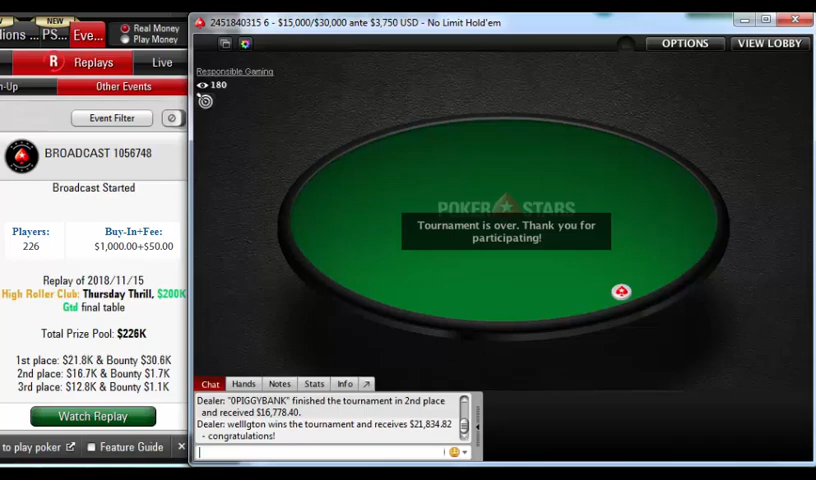 NEW
lions ...
PS...
Eve...
Real Money
Play Money
R Replays
Live
n-Up
Other Events
Event Filter
BROADCAST 1056748
Broadcast Started
Players:
Buy-In+Fee:
226
$1,000.00+$50.00
Replay of 2018/11/15
High Roller Club: Thursday Thrill, $200K
Gtd final table
Total Prize Pool: $226K
1st place: $21.8K & Bounty $30.6K
2nd place: $16.7K & Bounty $1.7K
3rd place: $12.8K & Bounty $1.1K
Watch Replay
to play poker
Feature Guide
2451840315 6 - $15,000/$30,000 ante $3,750 USD - No Limit Hold'em
OPTIONS
VIEW LOBBY
Responsible Gaming
180
POKER STARS
Tournament is over. Thank you for
participating!
Chat
Hands
Notes
Stats
Info
Dealer: "0PIGGYBANK" finished the tournament in 2nd place
and received $16,778.40.
Dealer: welllgton wins the tournament and receives $21,834.82
- congratulations!